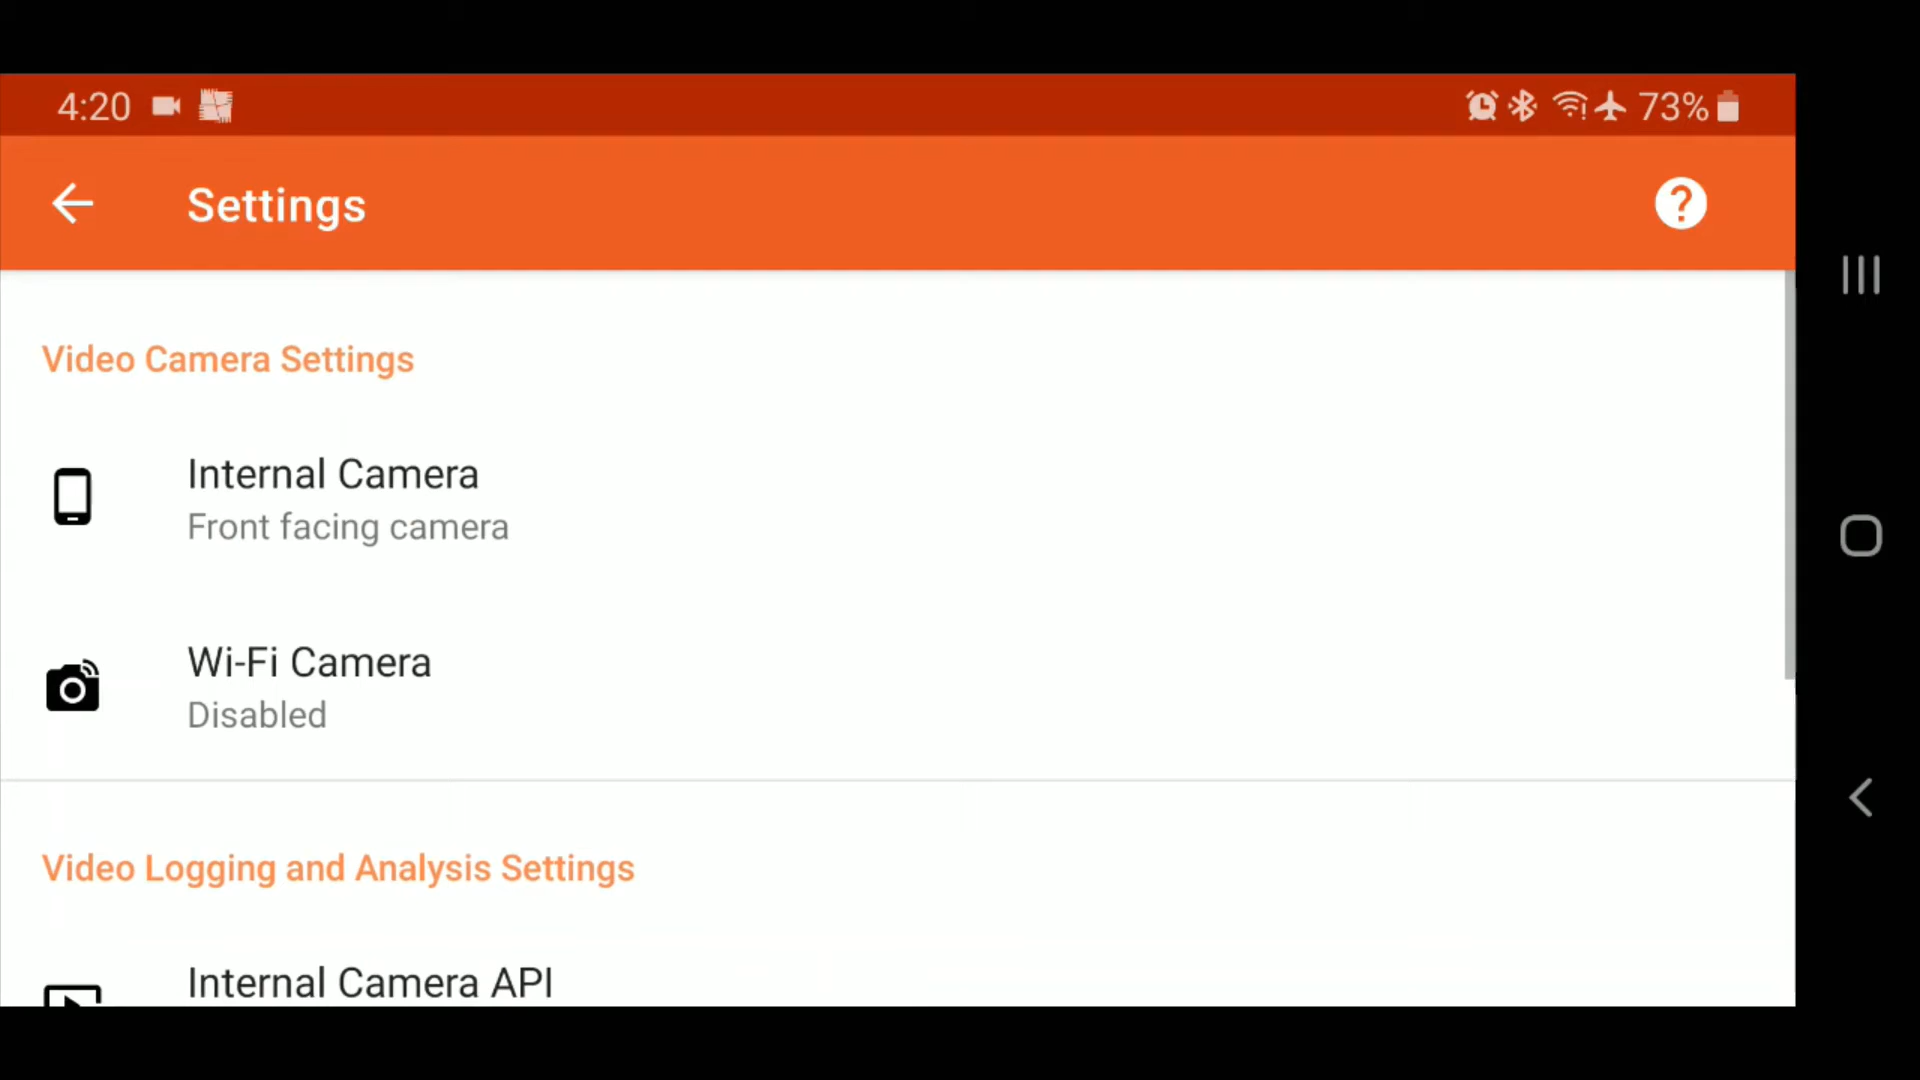 4:20
73%
Settings
?
Video Camera Settings
Internal Camera
Front facing camera
Wi-Fi Camera
Disabled
Video Logging and Analysis Settings
Internal Camera API